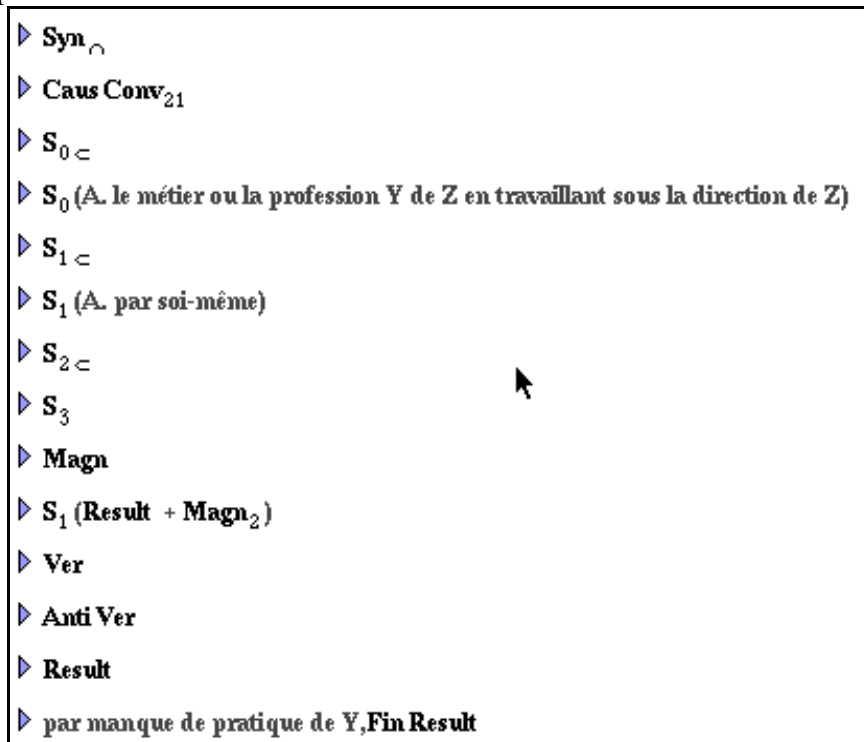 Syn∩
Caus Conv₂₁
S₀⊂
S₀ (A. le métier ou la profession Y de Z en travaillant sous la direction de Z)
S₁⊂
S₁ (A. par soi-même)
S₂⊂
S₃
Magn
S₁ (Result + Magn₂)
Ver
Anti Ver
Result
par manque de pratique de Y,Fin Result